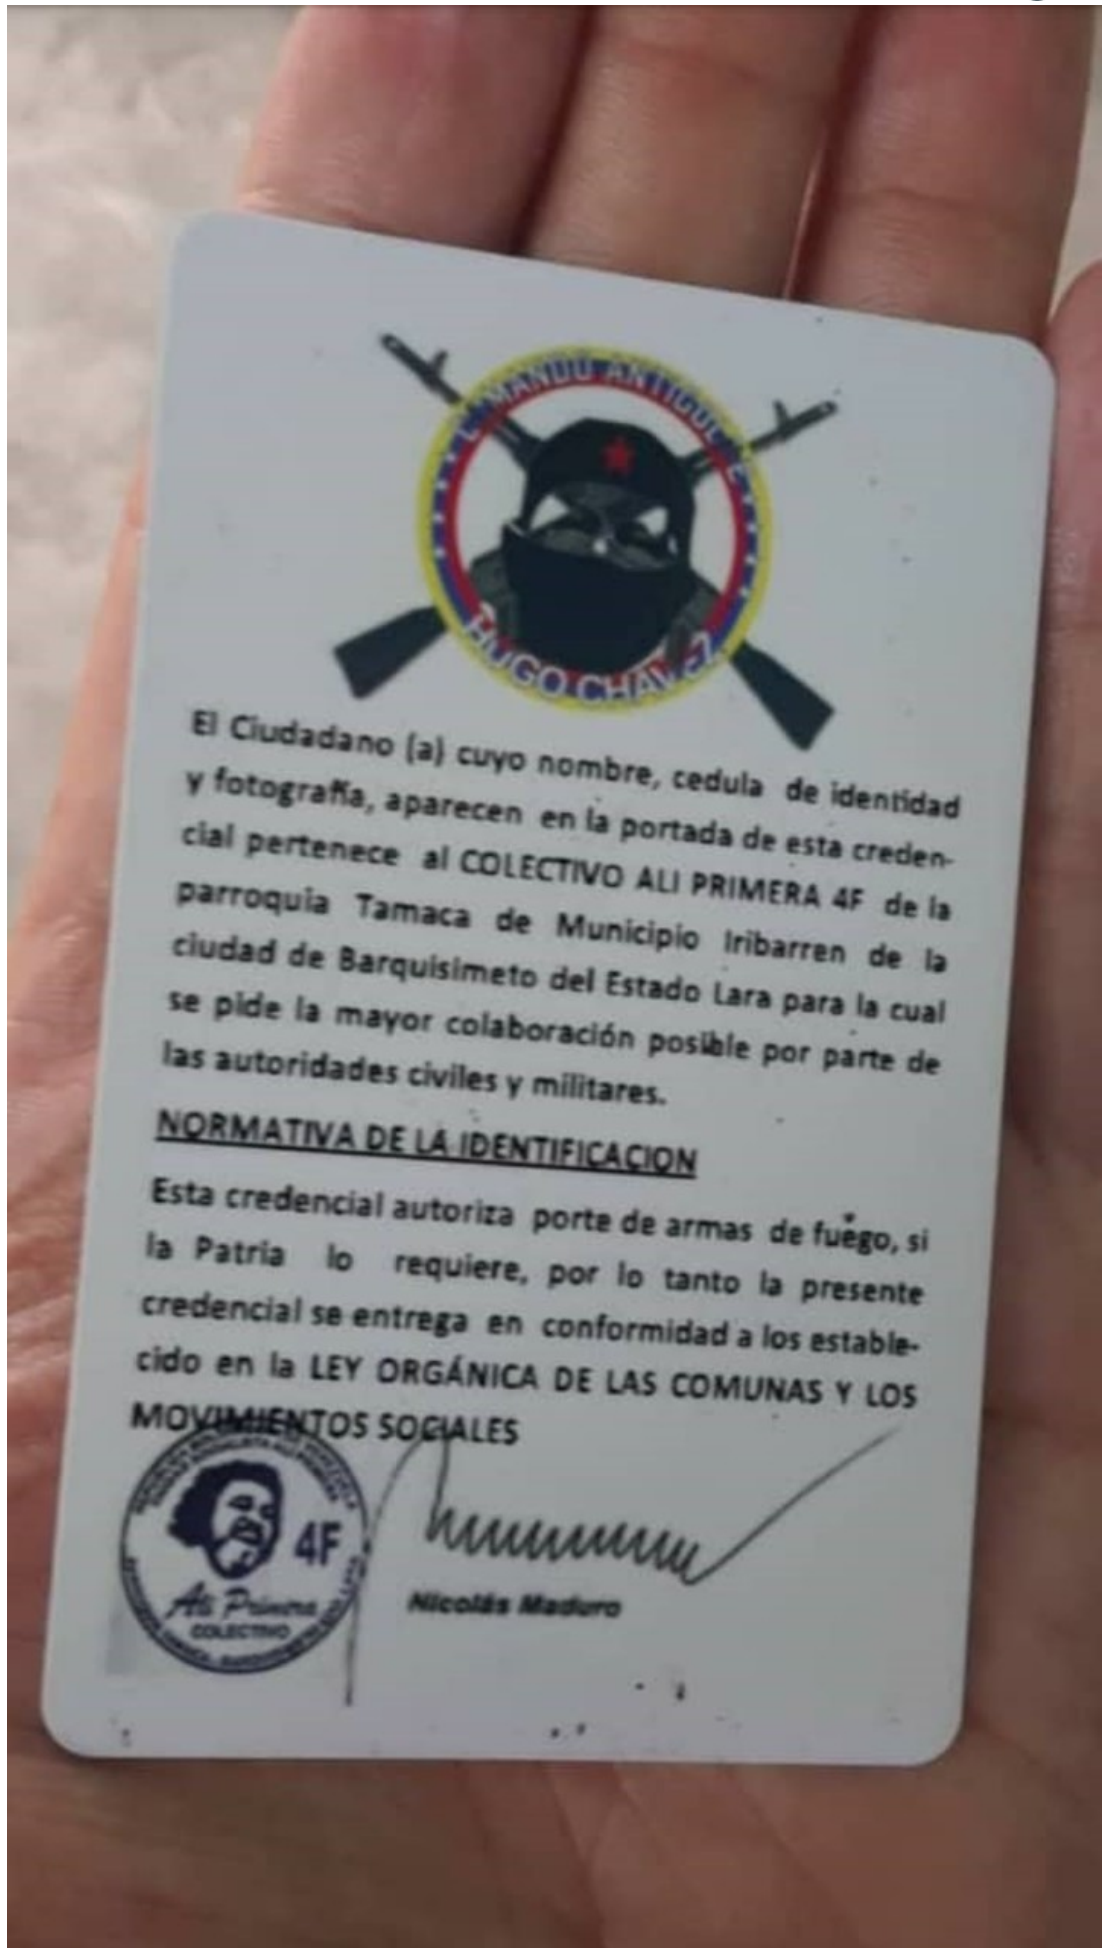 HUGO CHAVEZ
El Ciudadano (a) cuyo nombre, cedula de identidad
y fotografía, aparecen en la portada de esta creden-
cial pertenece al COLECTIVO ALI PRIMERA 4F de la
parroquia Tamaca de Municipio Iribarren de la
ciudad de Barquisimeto del Estado Lara para la cual
se pide la mayor colaboración posible por parte de
las autoridades civiles y militares.
NORMATIVA DE LA IDENTIFICACION
Esta credencial autoriza porte de armas de fuego, si
la Patria lo requiere, por lo tanto la presente
credencial se entrega en conformidad a los estable-
cido en la LEY ORGÁNICA DE LAS COMUNAS Y LOS
MOVIMIENTOS SOCIALES
4F
Ali Primera
COLECTIVO
Nicolás Maduro